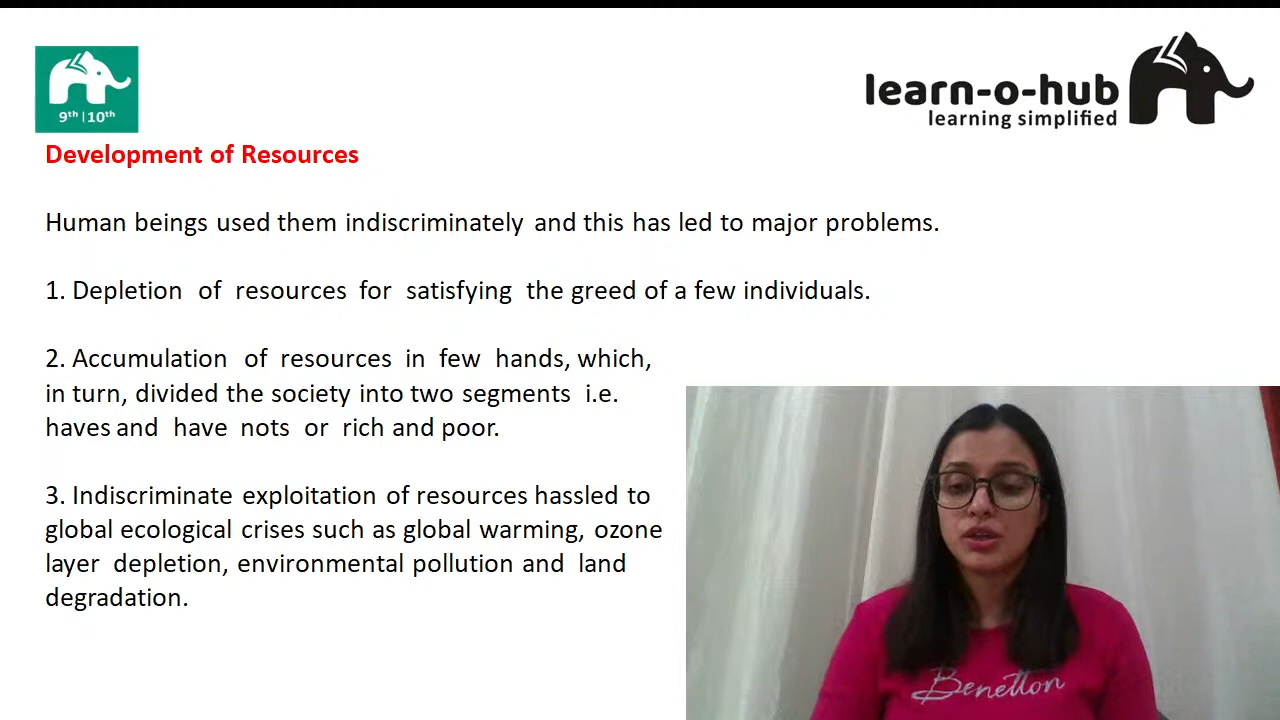 9th | 10th
learn-o-hub
learning simplified
Development of Resources
Human beings used them indiscriminately and this has led to major problems.
1. Depletion of resources for satisfying the greed of a few individuals.
2. Accumulation of resources in few hands, which,
in turn, divided the society into two segments i.e.
haves and have nots or rich and poor.
3. Indiscriminate exploitation of resources hassled to
global ecological crises such as global warming, ozone
layer depletion, environmental pollution and land
degradation.
Benetton